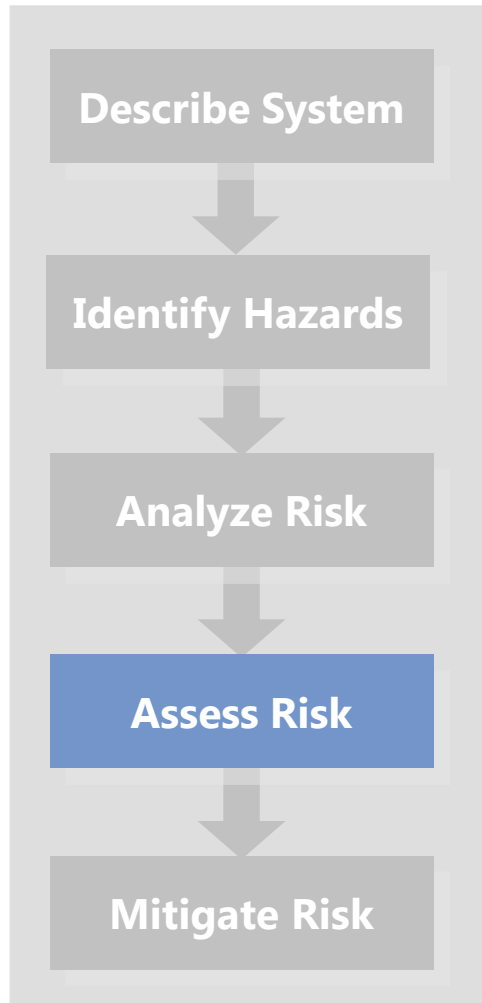 Describe System
Identify Hazards
Analyze Risk
Assess Risk
Mitigate Risk